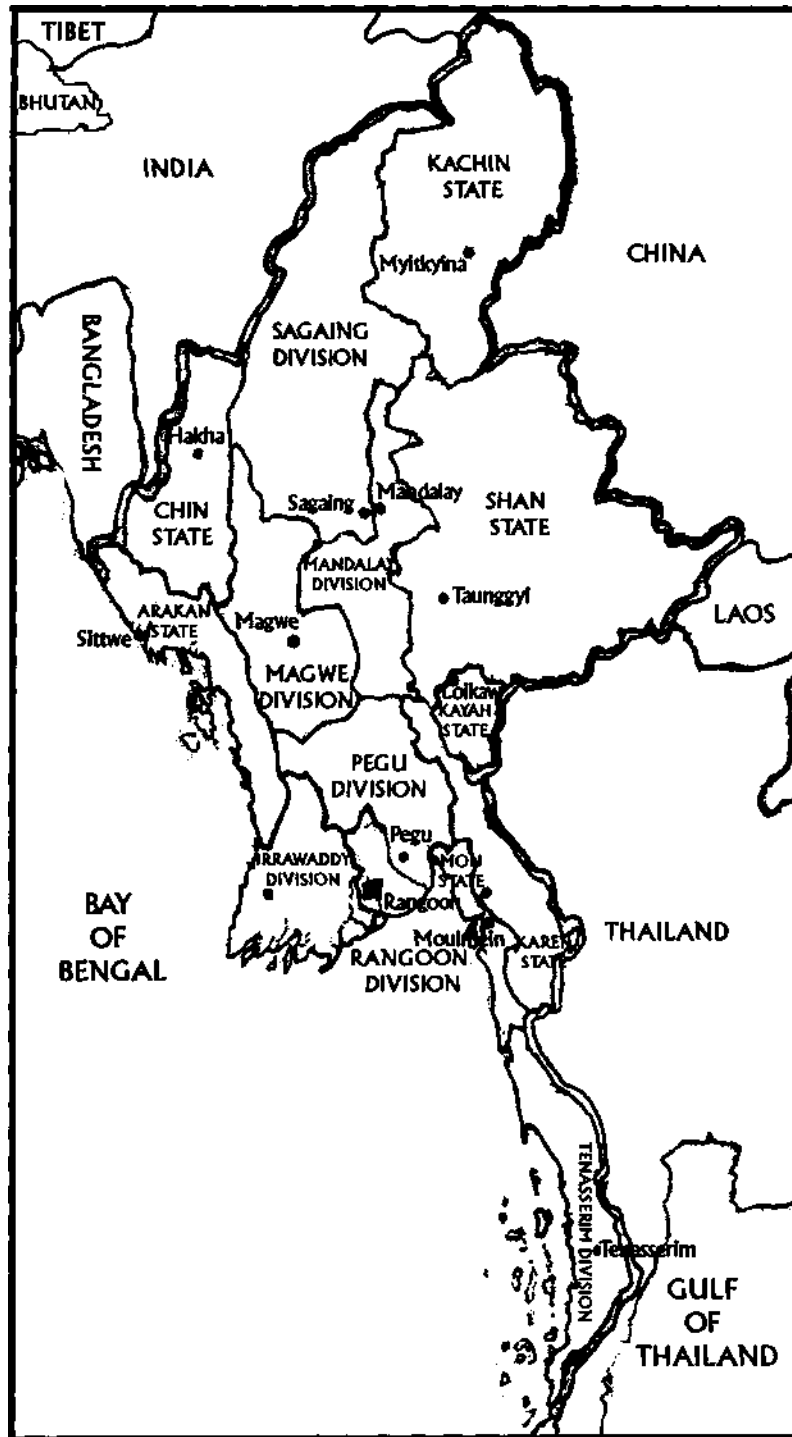 TIBET
BHUTAN
INDIA
KACHIN
STATE
Myitkyina
CHINA
BANGLADESH
SAGAING
DIVISION
Hakha
CHIN
STATE
Sagaing
Mandalay
SHAN
STATE
MANDALAY
DIVISION
Taunggyi
LAOS
ARAKAN
STATE
Sittwe
Magwe
MAGWE
DIVISION
Loikaw
KAYAH
STATE
PEGU
DIVISION
Pegu
IRRAWADDY
DIVISION
MON
STATE
Rangoon
BAY
OF
BENGAL
Moulmein
KAREN
STATE
THAILAND
RANGOON
DIVISION
TENASSERIM DIVISION
Tenasserim
GULF
OF
THAILAND